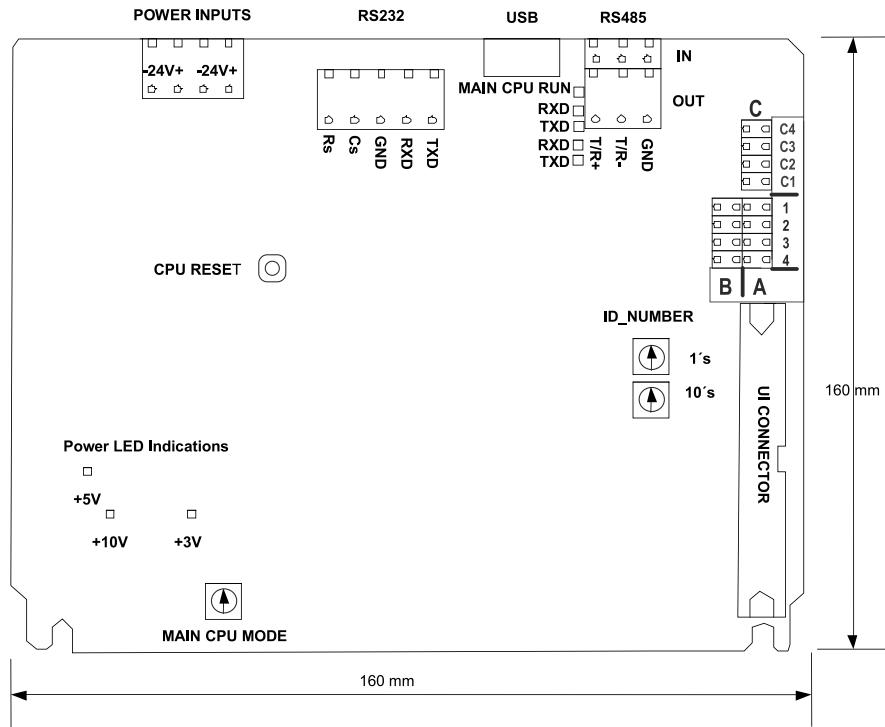 POWER INPUTS
RS232
USB
RS485
-24V+ -24V+
IN
MAIN CPU RUN
OUT
RXD
TXD
RXD
TXD
Rs
Cs
GND
RXD
TXD
T/R+
T/R-
GND
C
C4
C3
C2
C1
1
2
3
4
B A
CPU RESET
ID_NUMBER
1´s
10´s
UI CONNECTOR
160 mm
Power LED Indications
+5V
+10V
+3V
MAIN CPU MODE
160 mm